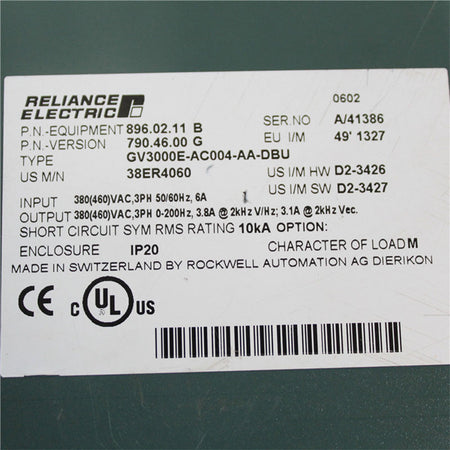 RELIANCE
ELECTRIC
0602
P.N.-EQUIPMENT 896.02.11 B SER.NO A/41386
P.N.-VERSION 790.46.00 G EU I/M 49' 1327
TYPE GV3000E-AC004-AA-DBU
US M/N 38ER4060 US I/M HW D2-3426
US I/M SW D2-3427
INPUT 380(460)VAC,3PH 50/60Hz, 6A
OUTPUT 380(460)VAC,3PH 0-200Hz, 3.8A @ 2kHz V/Hz; 3.1A @ 2kHz Vec.
SHORT CIRCUIT SYM RMS RATING 10kA OPTION:
ENCLOSURE IP20 CHARACTER OF LOAD M
MADE IN SWITZERLAND BY ROCKWELL AUTOMATION AG DIERIKON
CE C UL US